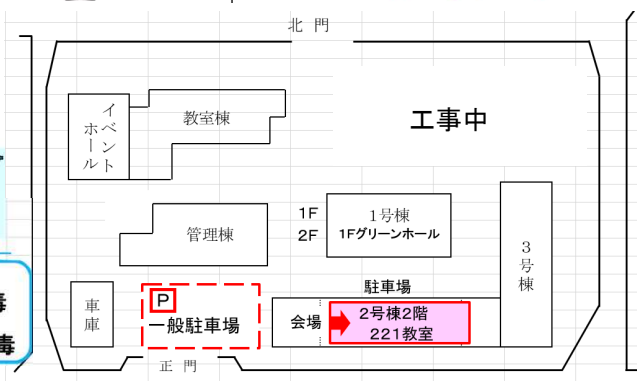 北 門
イベント
ホール
教室棟
工事中
管理棟
1F
2F
1号棟
1Fグリーンホール
3号棟
駐車場
車庫
P
一般駐車場
会場
2号棟2階
221教室
正 門
毒
毒